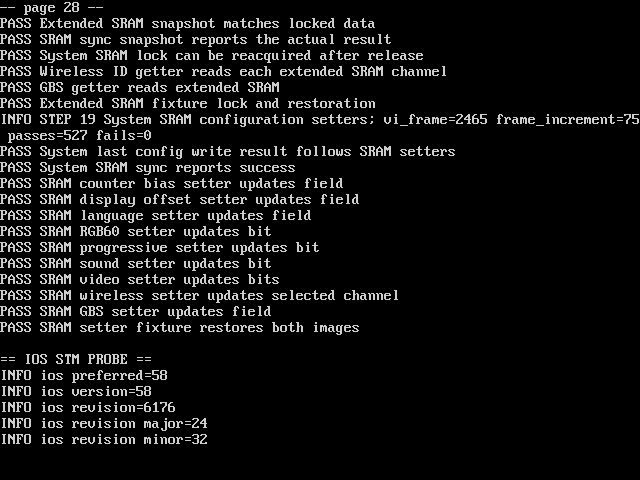 -- page 28 --
PASS Extended SRAM snapshot matches locked data
PASS SRAM sync snapshot reports the actual result
PASS System SRAM lock can be reacquired after release
PASS Wireless ID getter reads each extended SRAM channel
PASS GBS getter reads extended SRAM
PASS Extended SRAM fixture lock and restoration
INFO STEP 19 System SRAM configuration setters; vi_frame=2465 frame_increment=75
 passes=527 fails=0
PASS System last config write result follows SRAM setters
PASS System SRAM sync reports success
PASS SRAM counter bias setter updates field
PASS SRAM display offset setter updates field
PASS SRAM language setter updates field
PASS SRAM RGB60 setter updates bit
PASS SRAM progressive setter updates bit
PASS SRAM sound setter updates bit
PASS SRAM video setter updates bits
PASS SRAM wireless setter updates selected channel
PASS SRAM GBS setter updates field
PASS SRAM setter fixture restores both images

== IOS STM PROBE ==
INFO ios preferred=58
INFO ios version=58
INFO ios revision=6176
INFO ios revision major=24
INFO ios revision minor=32